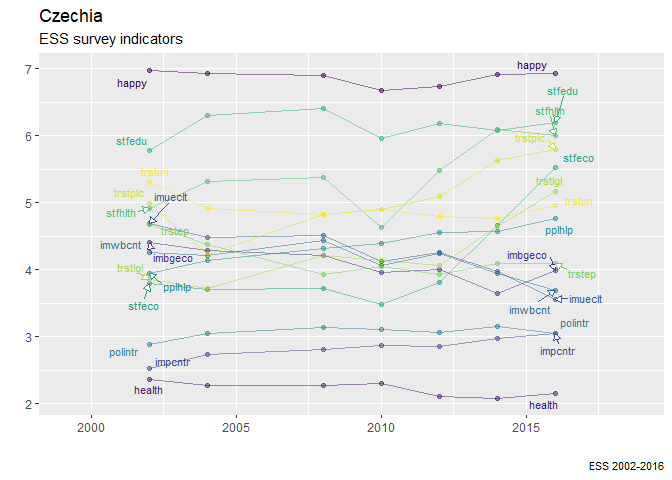 Czechia
ESS survey indicators
7
6
5
4
3
2
happy
stfedu
trstun
trstplc
imueclt
stfhlth
trstep
imwbcnt
imbgeco
trstlgl
pplhlp
stfeco
polintr
impcntr
health
happy
stfedu
stfhlth
trstplc
stfeco
trstlgl
trstun
pplhlp
imbgeco
trstep
imwbcnt
imueclt
polintr
impcntr
health
2000
2005
2010
2015
ESS 2002-2016